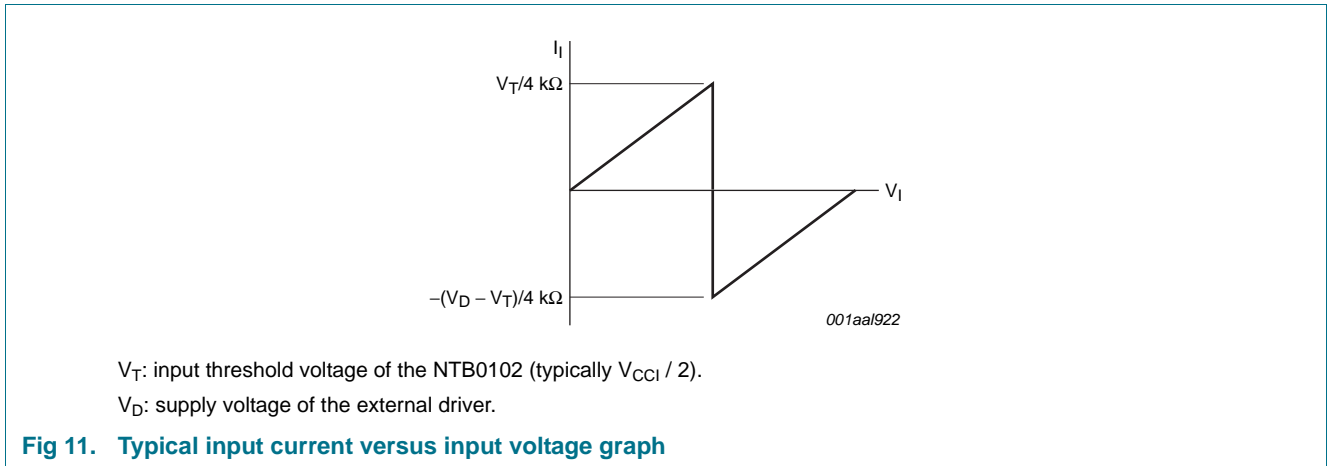 I_I
V_T/4 kΩ
V_I
−(V_D − V_T)/4 kΩ
001aal922
V_T: input threshold voltage of the NTB0102 (typically V_CCI / 2).
V_D: supply voltage of the external driver.
Fig 11. Typical input current versus input voltage graph